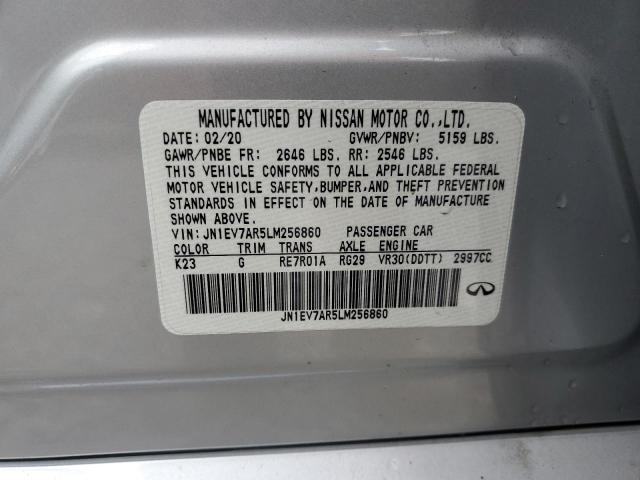 MANUFACTURED BY NISSAN MOTOR CO.,LTD.
DATE: 02/20 GVWR/PNBV: 5159 LBS.
GAWR/PNBE FR: 2646 LBS. RR: 2546 LBS.
THIS VEHICLE CONFORMS TO ALL APPLICABLE FEDERAL
MOTOR VEHICLE SAFETY,BUMPER,AND THEFT PREVENTION
STANDARDS IN EFFECT ON THE DATE OF MANUFACTURE
SHOWN ABOVE.
VIN: JN1EV7AR5LM256860 PASSENGER CAR
COLOR TRIM TRANS AXLE ENGINE
K23 G RE7R01A RG29 VR30(DDTT) 2997CC
JN1EV7AR5LM256860